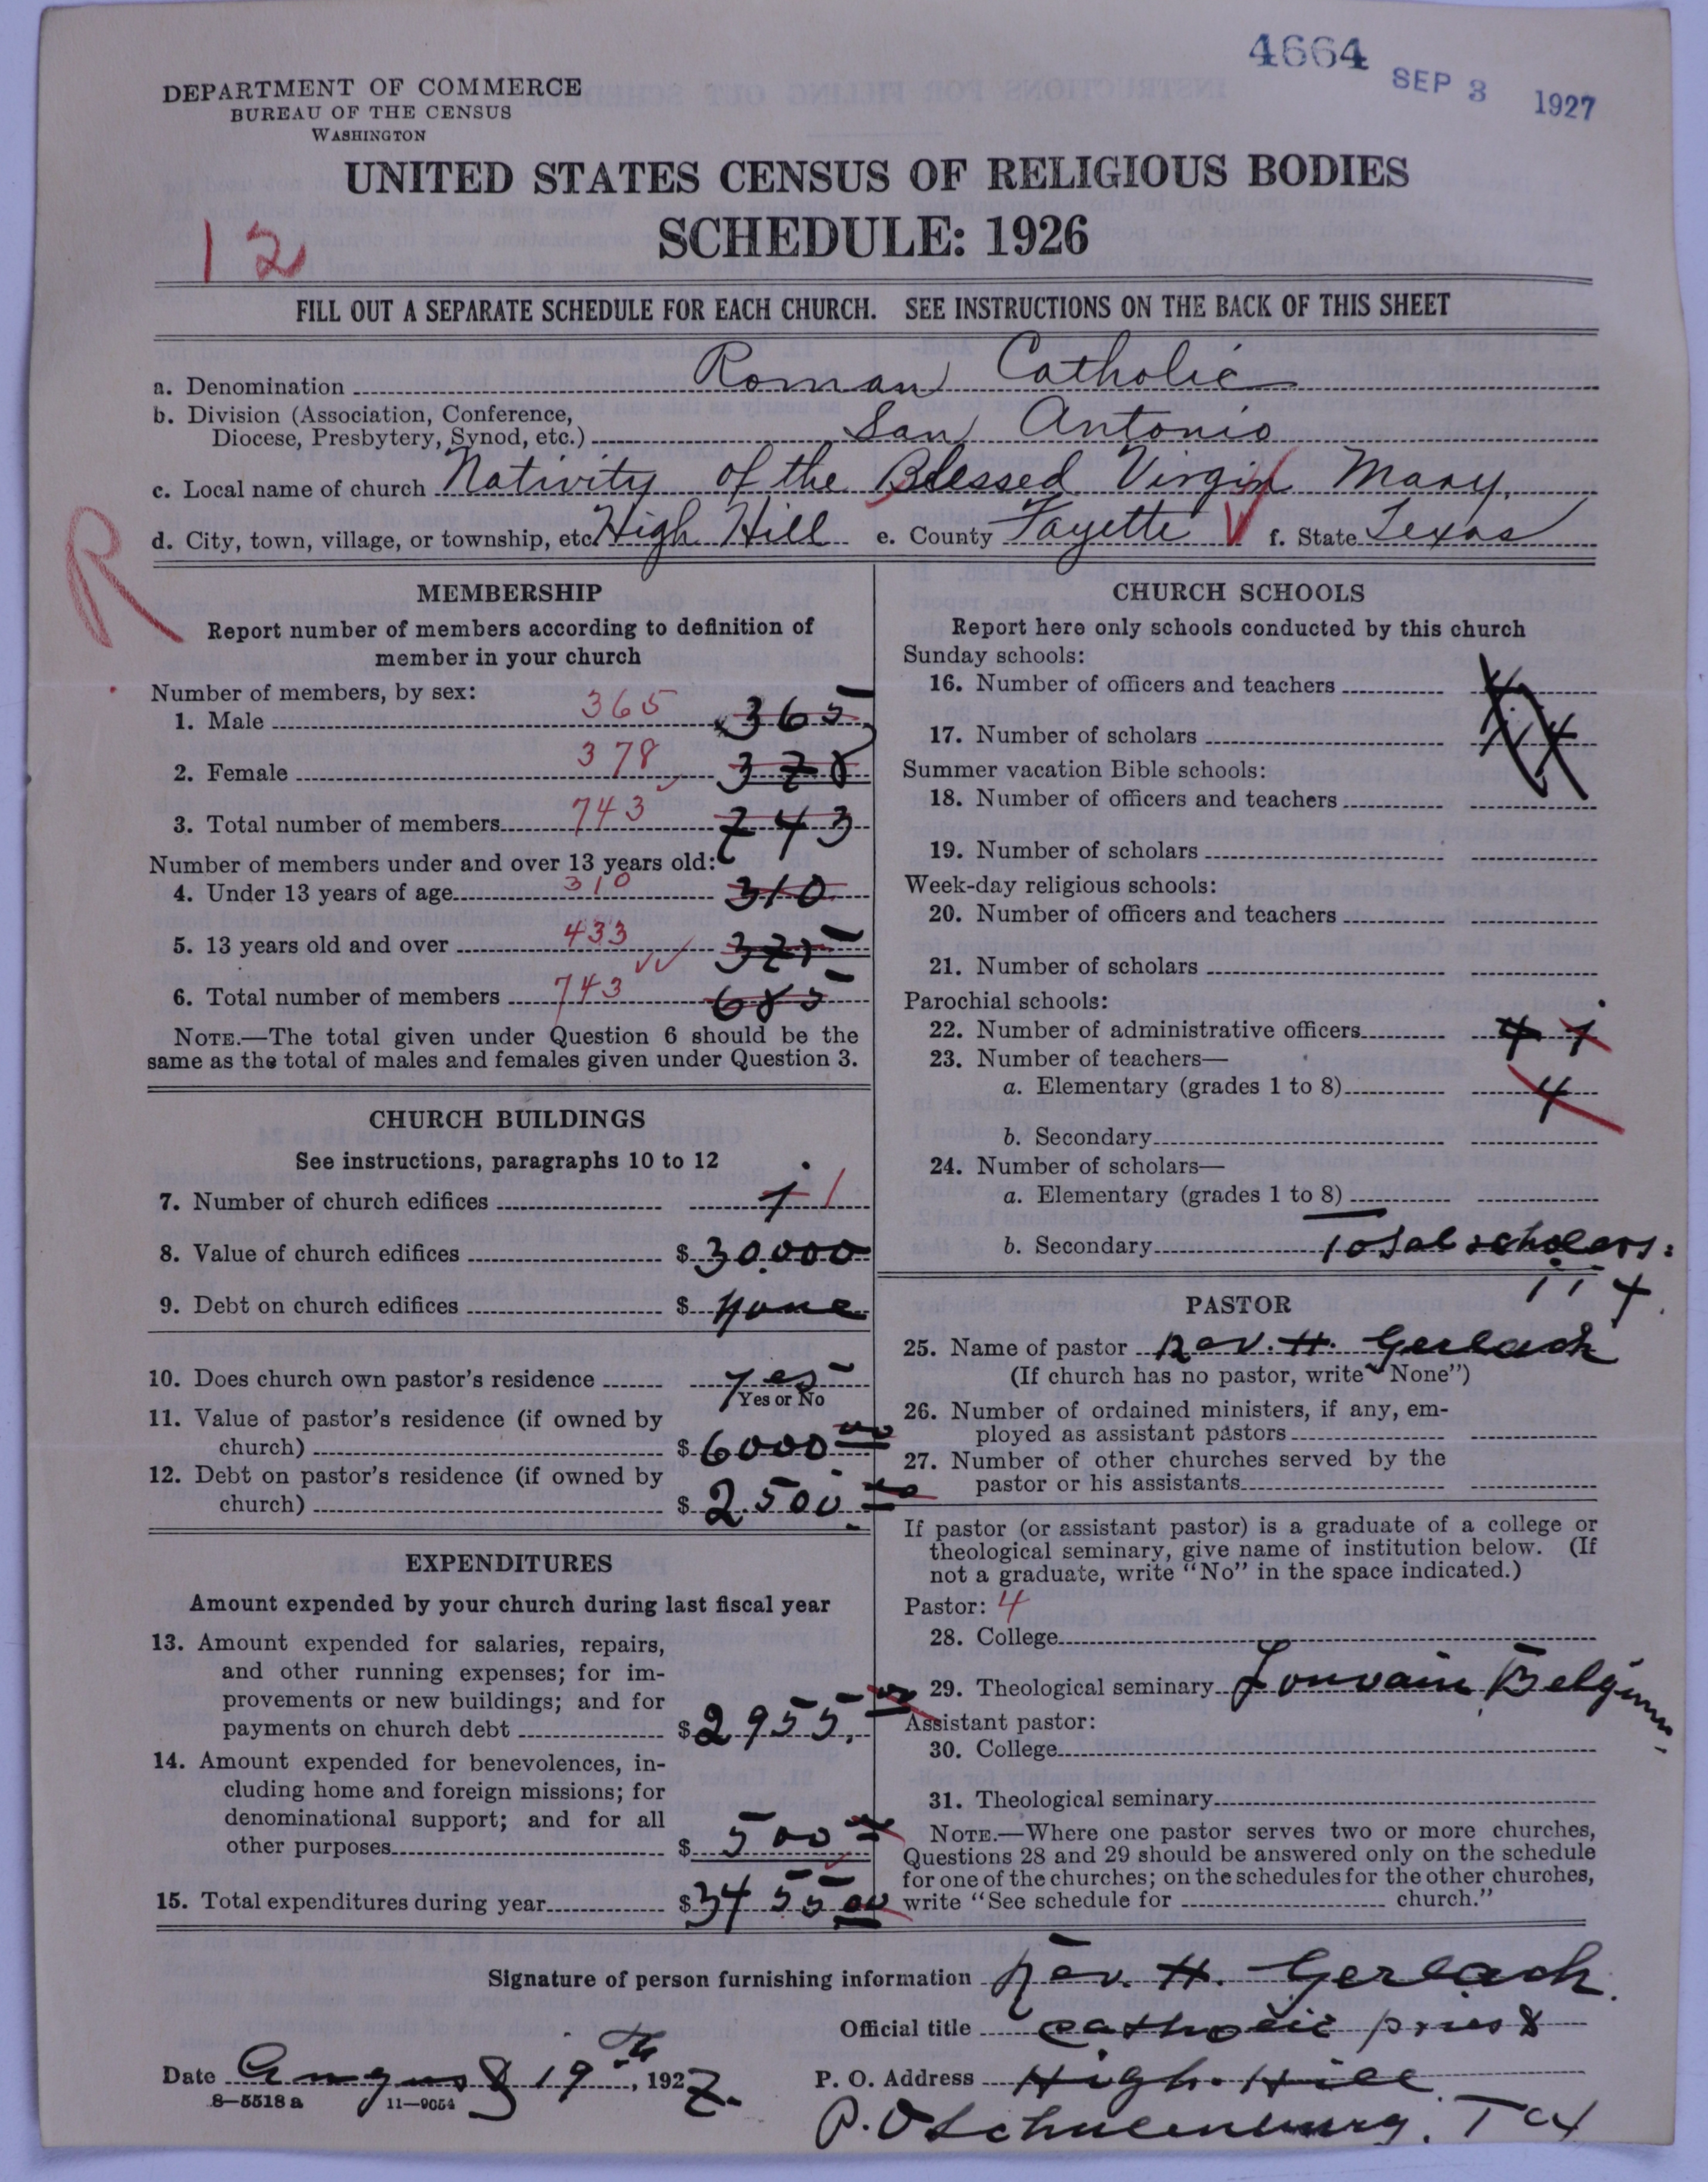 4664
SEP 3 1927
DEPARTMENT OF COMMERCE
BUREAU OF THE CENSUS
WASHINGTON
UNITED STATES CENSUS OF RELIGIOUS BODIES
SCHEDULE: 1926
12
FILL OUT A SEPARATE SCHEDULE FOR EACH CHURCH. SEE INSTRUCTIONS ON THE BACK OF THIS SHEET
a. Denomination Roman Catholic
b. Division (Association, Conference,
Diocese, Presbytery, Synod, etc.) San Antonio
c. Local name of church Nativity of the Blessed Virgin Mary,
d. City, town, village, or township, etc. High Hill e. County Fayette f. State Texas
R
MEMBERSHIP
Report number of members according to definition of
member in your church
Number of members, by sex:
1. Male 365 365
2. Female 378 378
3. Total number of members 743 743
Number of members under and over 13 years old:
4. Under 13 years of age 310 310
5. 13 years old and over 433 375
6. Total number of members 743 685
NOTE.—The total given under Question 6 should be the
same as the total of males and females given under Question 3.
CHURCH BUILDINGS
See instructions, paragraphs 10 to 12
7. Number of church edifices 1 1
8. Value of church edifices $ 30.000
9. Debt on church edifices $ none
10. Does church own pastor's residence yes
Yes or No
11. Value of pastor's residence (if owned by
church) $ 6000 00
12. Debt on pastor's residence (if owned by
church) $ 2.500. 00
EXPENDITURES
Amount expended by your church during last fiscal year
13. Amount expended for salaries, repairs,
and other running expenses; for im-
provements or new buildings; and for
payments on church debt $ 2955. 00
14. Amount expended for benevolences, in-
cluding home and foreign missions; for
denominational support; and for all
other purposes $ 500 00
15. Total expenditures during year $ 3455 00
CHURCH SCHOOLS
Report here only schools conducted by this church
Sunday schools:
16. Number of officers and teachers 4
17. Number of scholars 114
Summer vacation Bible schools:
18. Number of officers and teachers
19. Number of scholars
Week-day religious schools:
20. Number of officers and teachers
21. Number of scholars
Parochial schools:
22. Number of administrative officers 4 1
23. Number of teachers—
a. Elementary (grades 1 to 8) 4
b. Secondary
24. Number of scholars—
a. Elementary (grades 1 to 8)
b. Secondary Total scholars:
114.
PASTOR
25. Name of pastor Rev. H. Gerlach
(If church has no pastor, write "None")
26. Number of ordained ministers, if any, em-
ployed as assistant pastors
27. Number of other churches served by the
pastor or his assistants
If pastor (or assistant pastor) is a graduate of a college or
theological seminary, give name of institution below. (If
not a graduate, write "No" in the space indicated.)
Pastor: 4
28. College
29. Theological seminary Louvain Belgium.
Assistant pastor:
30. College
31. Theological seminary
NOTE.—Where one pastor serves two or more churches,
Questions 28 and 29 should be answered only on the schedule
for one of the churches; on the schedules for the other churches,
write "See schedule for church."
Signature of person furnishing information Rev. H. Gerlach.
Official title catholic priest
Date August 19th, 1927. P. O. Address High Hill
8—5518a 11—9054
P.O Schulenburg. Tex